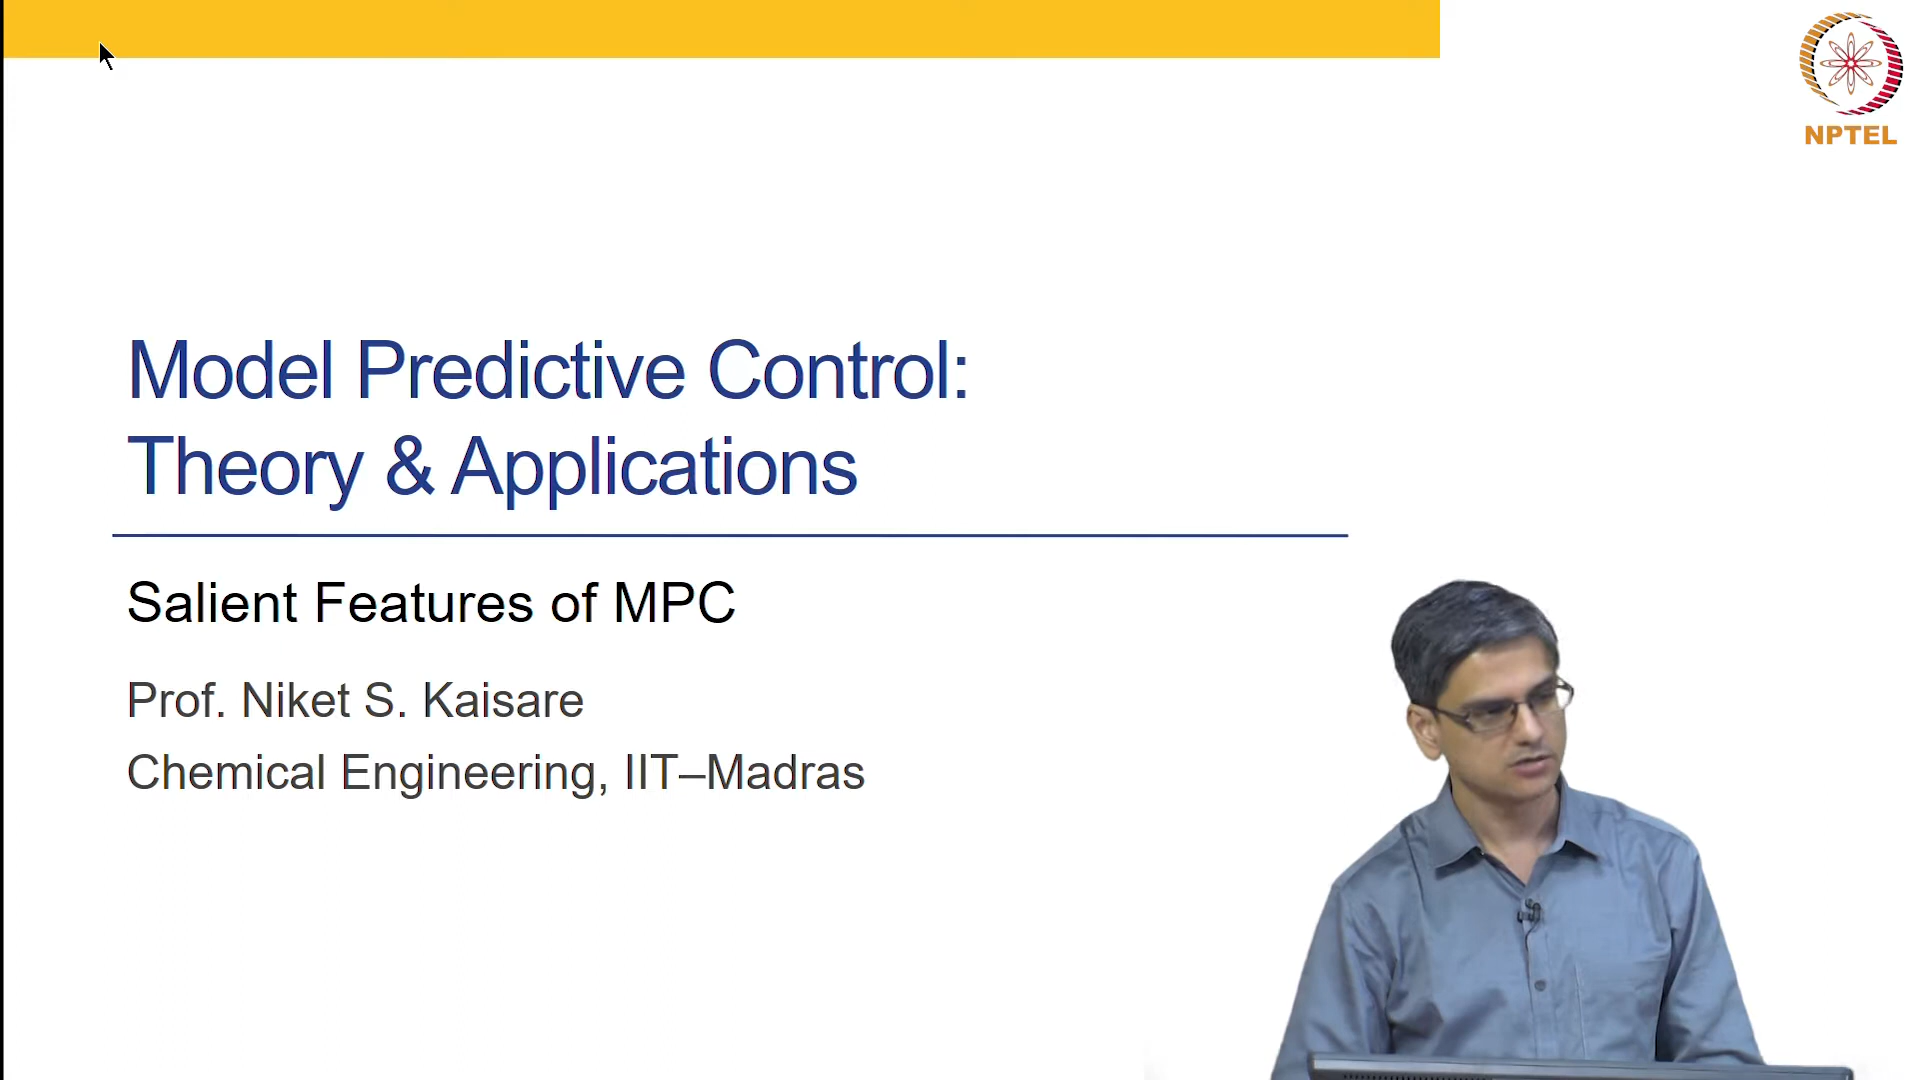 NPTEL
Model Predictive Control:
Theory & Applications
Salient Features of MPC
Prof. Niket S. Kaisare
Chemical Engineering, IIT–Madras